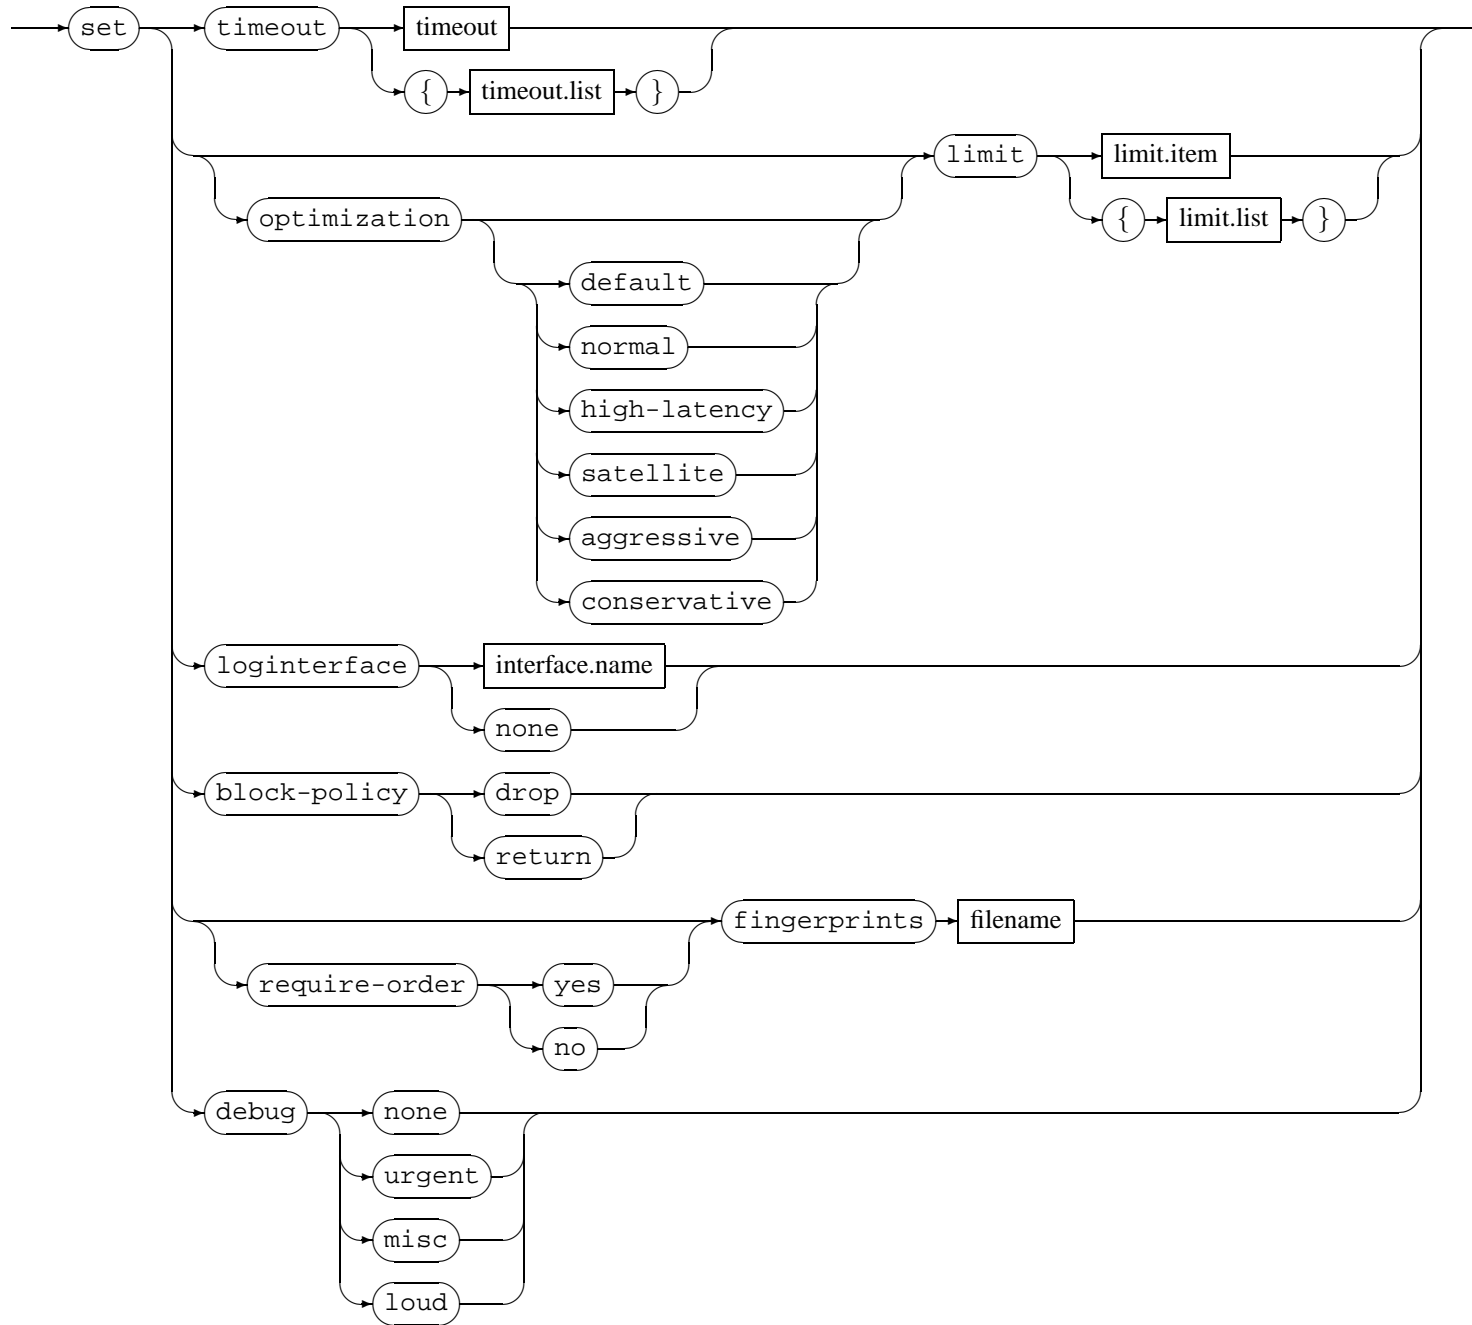 set timeout timeout
{ timeout.list }
limit limit.item
optimization { limit.list }
default
normal
high-latency
satellite
aggressive
conservative
loginterface interface.name
none
block-policy drop
return
fingerprints filename
require-order yes
no
debug none
urgent
misc
loud